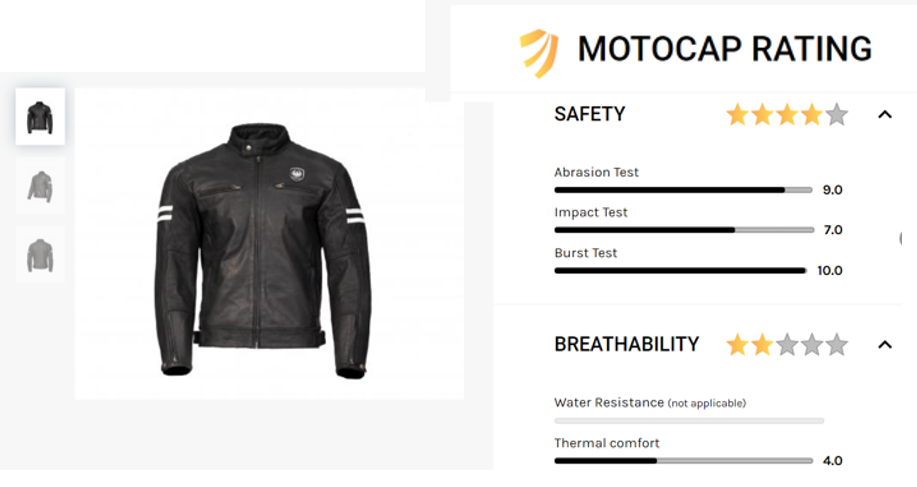 MOTOCAP RATING
SAFETY
Abrasion Test
9.0
Impact Test
7.0
Burst Test
10.0
BREATHABILITY
Water Resistance (not applicable)
Thermal comfort
4.0